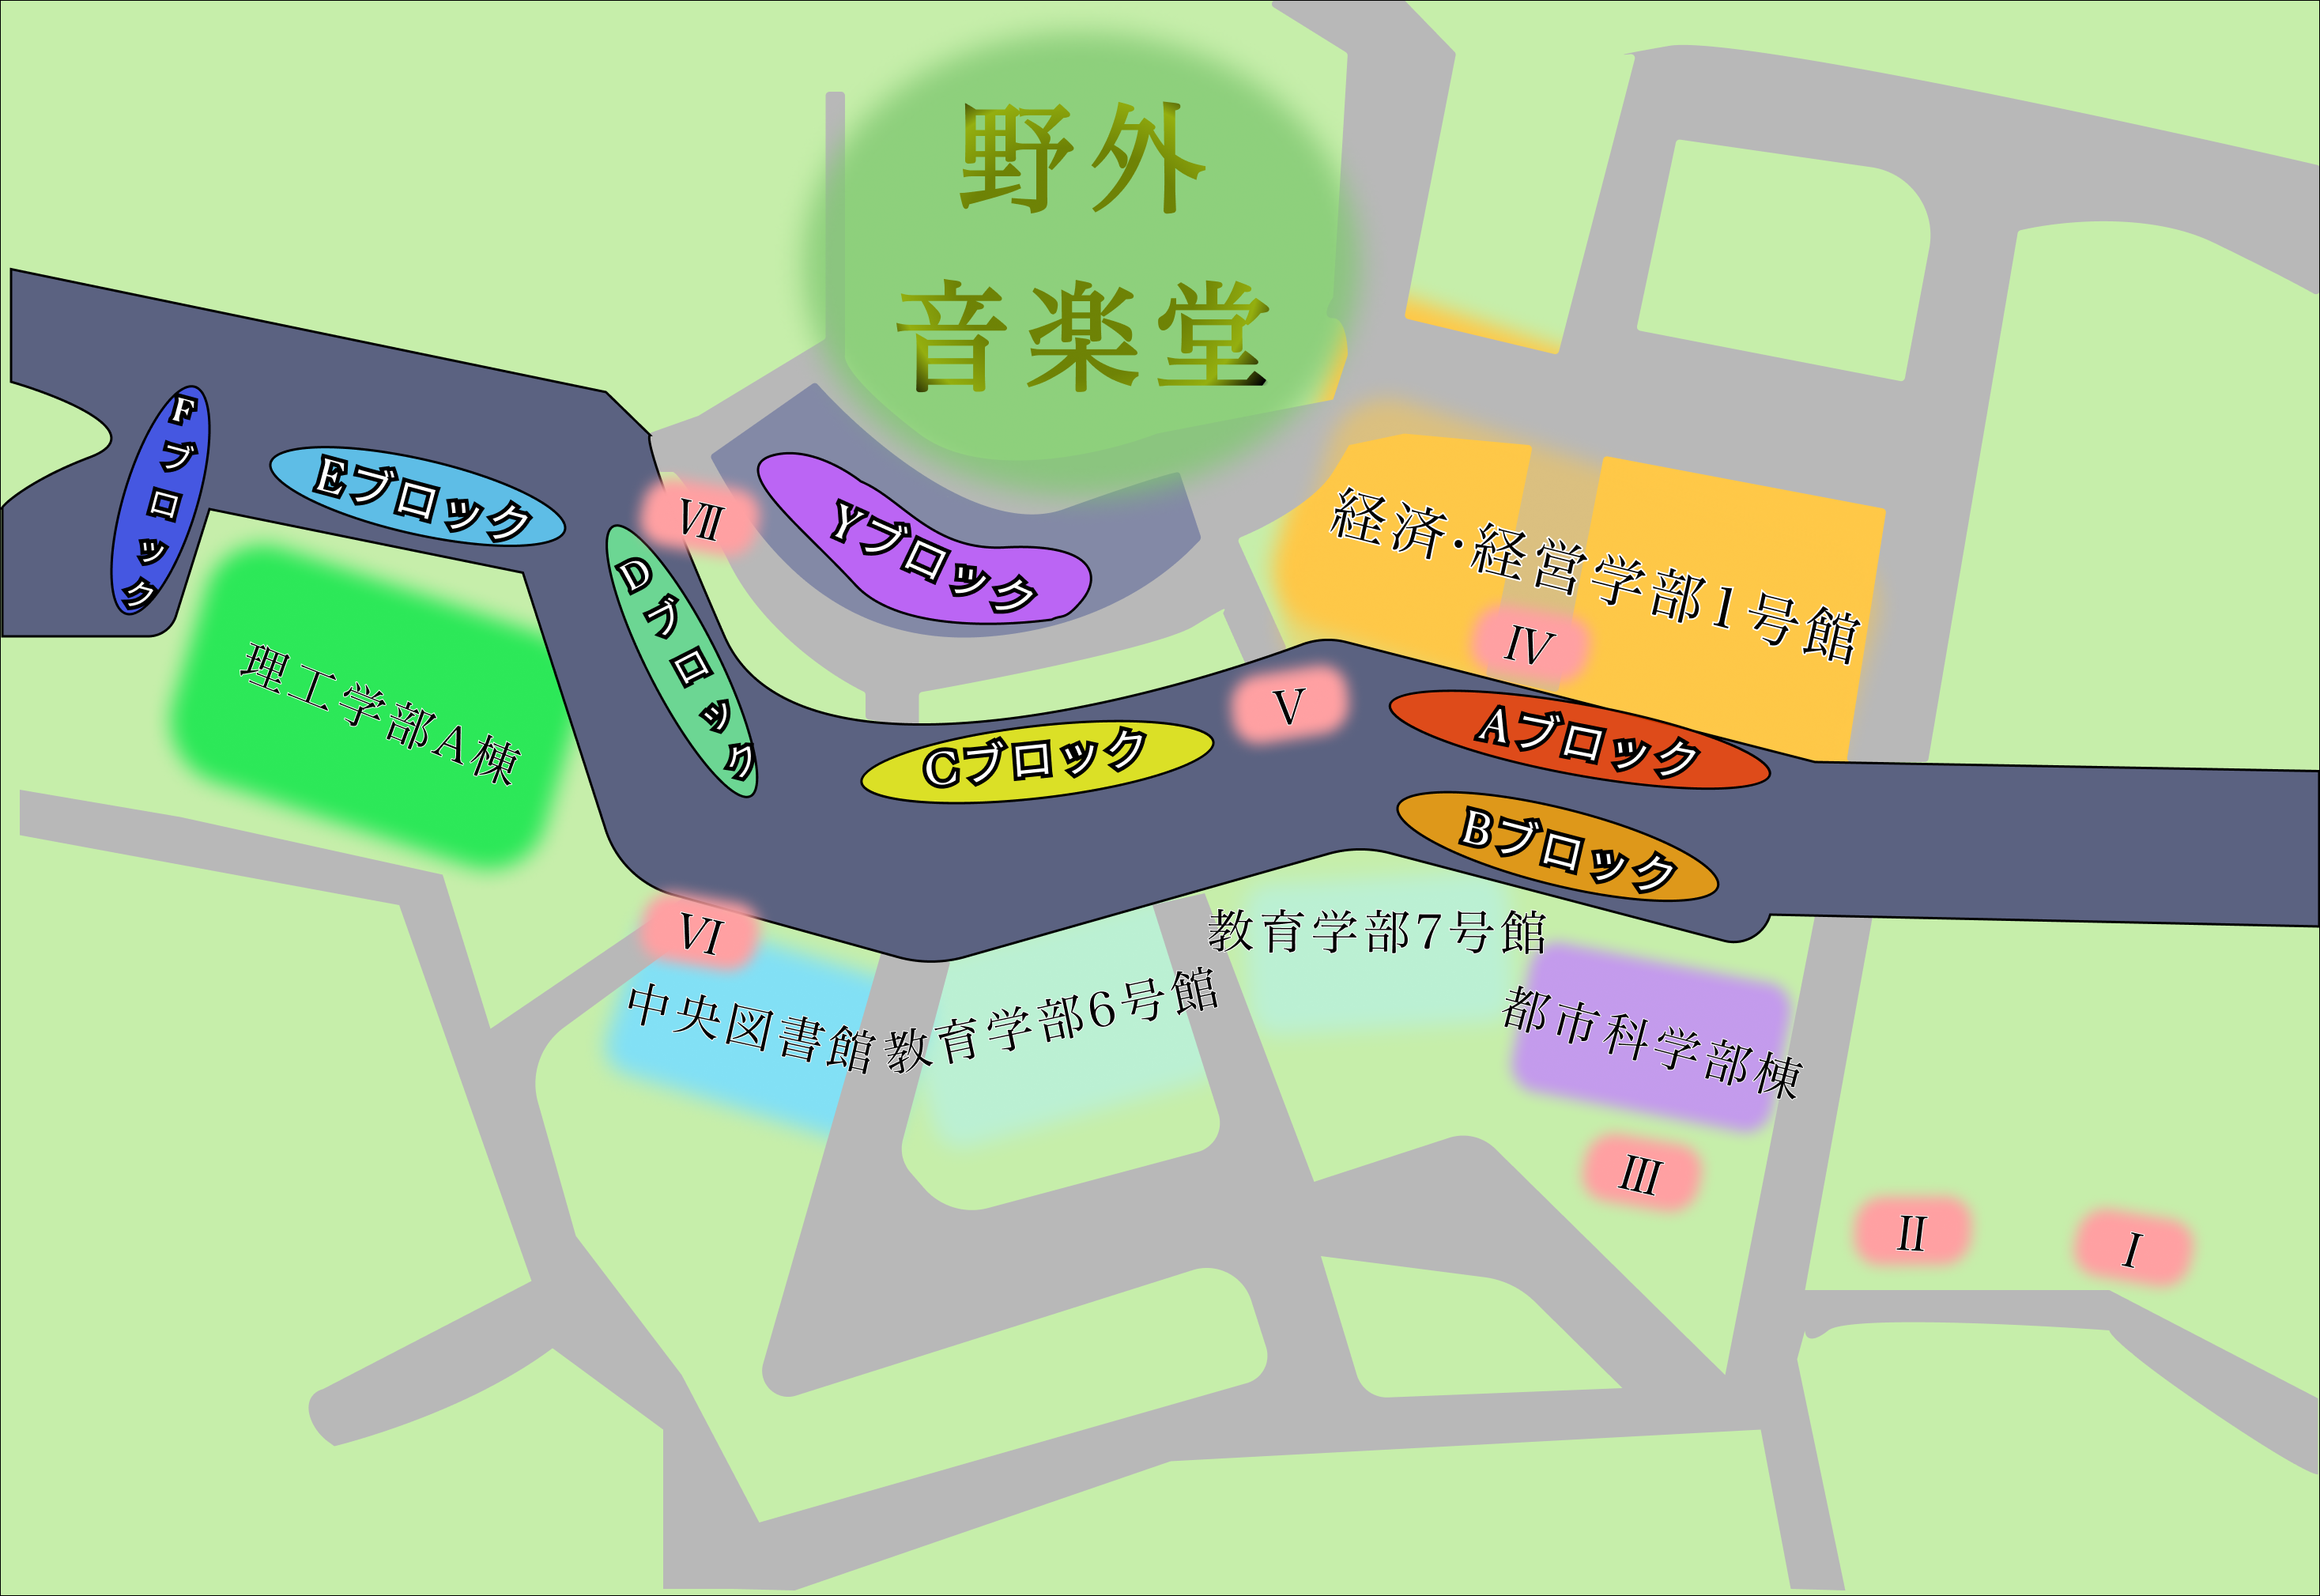 野外
音楽堂
Fブロック
Eブロック
Ⅶ
Yブロック
経済・経営学部1号館
Dブロック
Ⅳ
理工学部A棟
Ⅴ
Aブロック
Cブロック
Bブロック
Ⅵ
教育学部7号館
中央図書館
教育学部6号館
都市科学部棟
Ⅲ
Ⅱ
Ⅰ